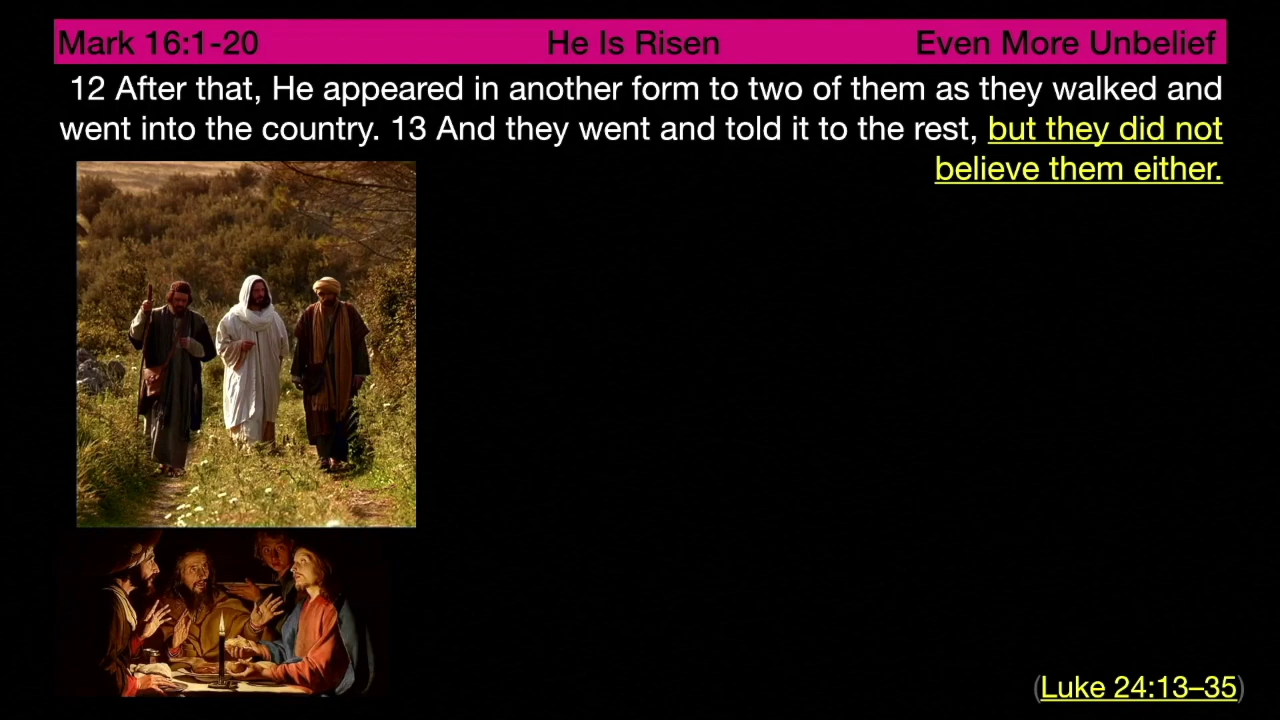 Mark 16:1-20 He Is Risen Even More Unbelief
12 After that, He appeared in another form to two of them as they walked and
went into the country. 13 And they went and told it to the rest, but they did not
believe them either.
(Luke 24:13–35)